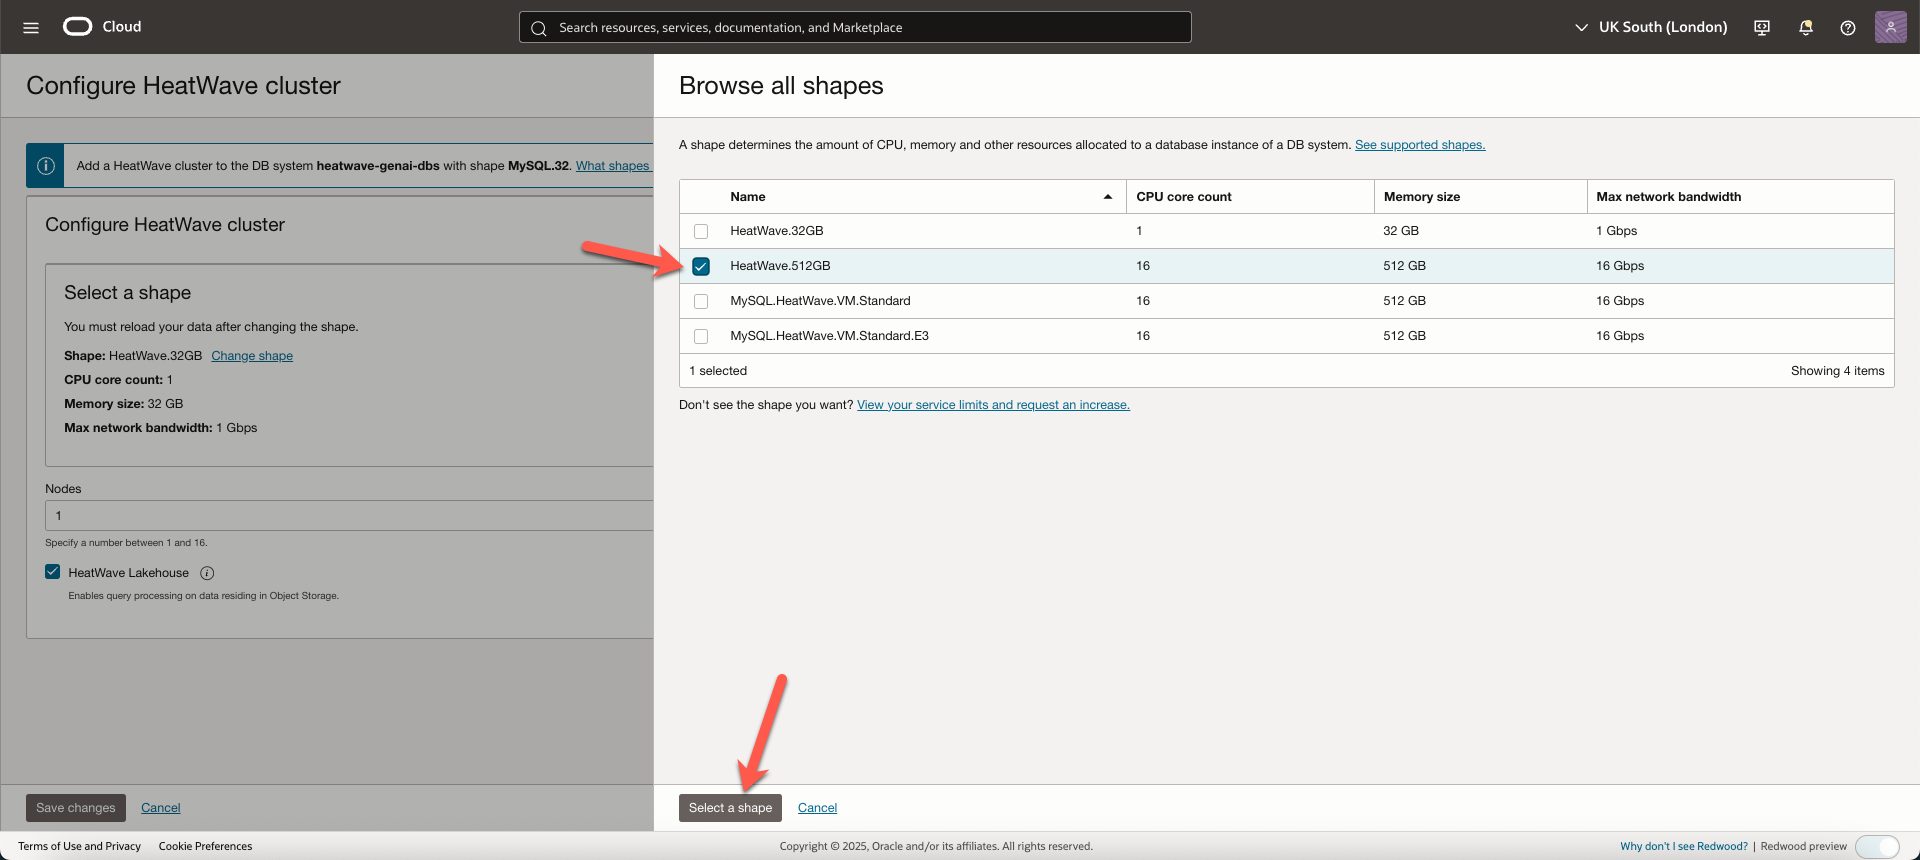 Cloud
Search resources, services, documentation, and Marketplace
UK South (London)
Configure HeatWave cluster
Add a HeatWave cluster to the DB system heatwave-genai-dbs with shape MySQL.32. What shapes
Configure HeatWave cluster
Select a shape
You must reload your data after changing the shape.
Shape: HeatWave.32GB Change shape
CPU core count: 1
Memory size: 32 GB
Max network bandwidth: 1 Gbps
Nodes
1
Specify a number between 1 and 16.
HeatWave Lakehouse
Enables query processing on data residing in Object Storage.
Save changes Cancel
Browse all shapes
A shape determines the amount of CPU, memory and other resources allocated to a database instance of a DB system. See supported shapes.
Name CPU core count Memory size Max network bandwidth
HeatWave.32GB 1 32 GB 1 Gbps
HeatWave.512GB 16 512 GB 16 Gbps
MySQL.HeatWave.VM.Standard 16 512 GB 16 Gbps
MySQL.HeatWave.VM.Standard.E3 16 512 GB 16 Gbps
1 selected Showing 4 items
Don't see the shape you want? View your service limits and request an increase.
Select a shape Cancel
Terms of Use and Privacy Cookie Preferences Copyright © 2025, Oracle and/or its affiliates. All rights reserved. Why don't I see Redwood? | Redwood preview